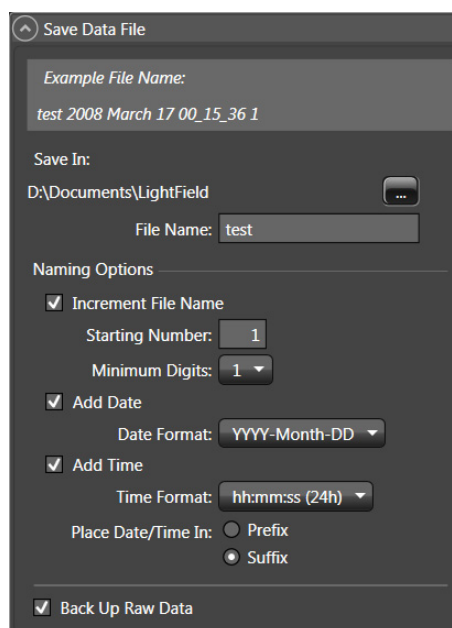 Save Data File
Example File Name:
test 2008 March 17 00_15_36 1
Save In:
D:\Documents\LightField
...
File Name: test
Naming Options
Increment File Name
Starting Number: 1
Minimum Digits: 1
Add Date
Date Format: YYYY-Month-DD
Add Time
Time Format: hh:mm:ss (24h)
Place Date/Time In: Prefix
Suffix
Back Up Raw Data